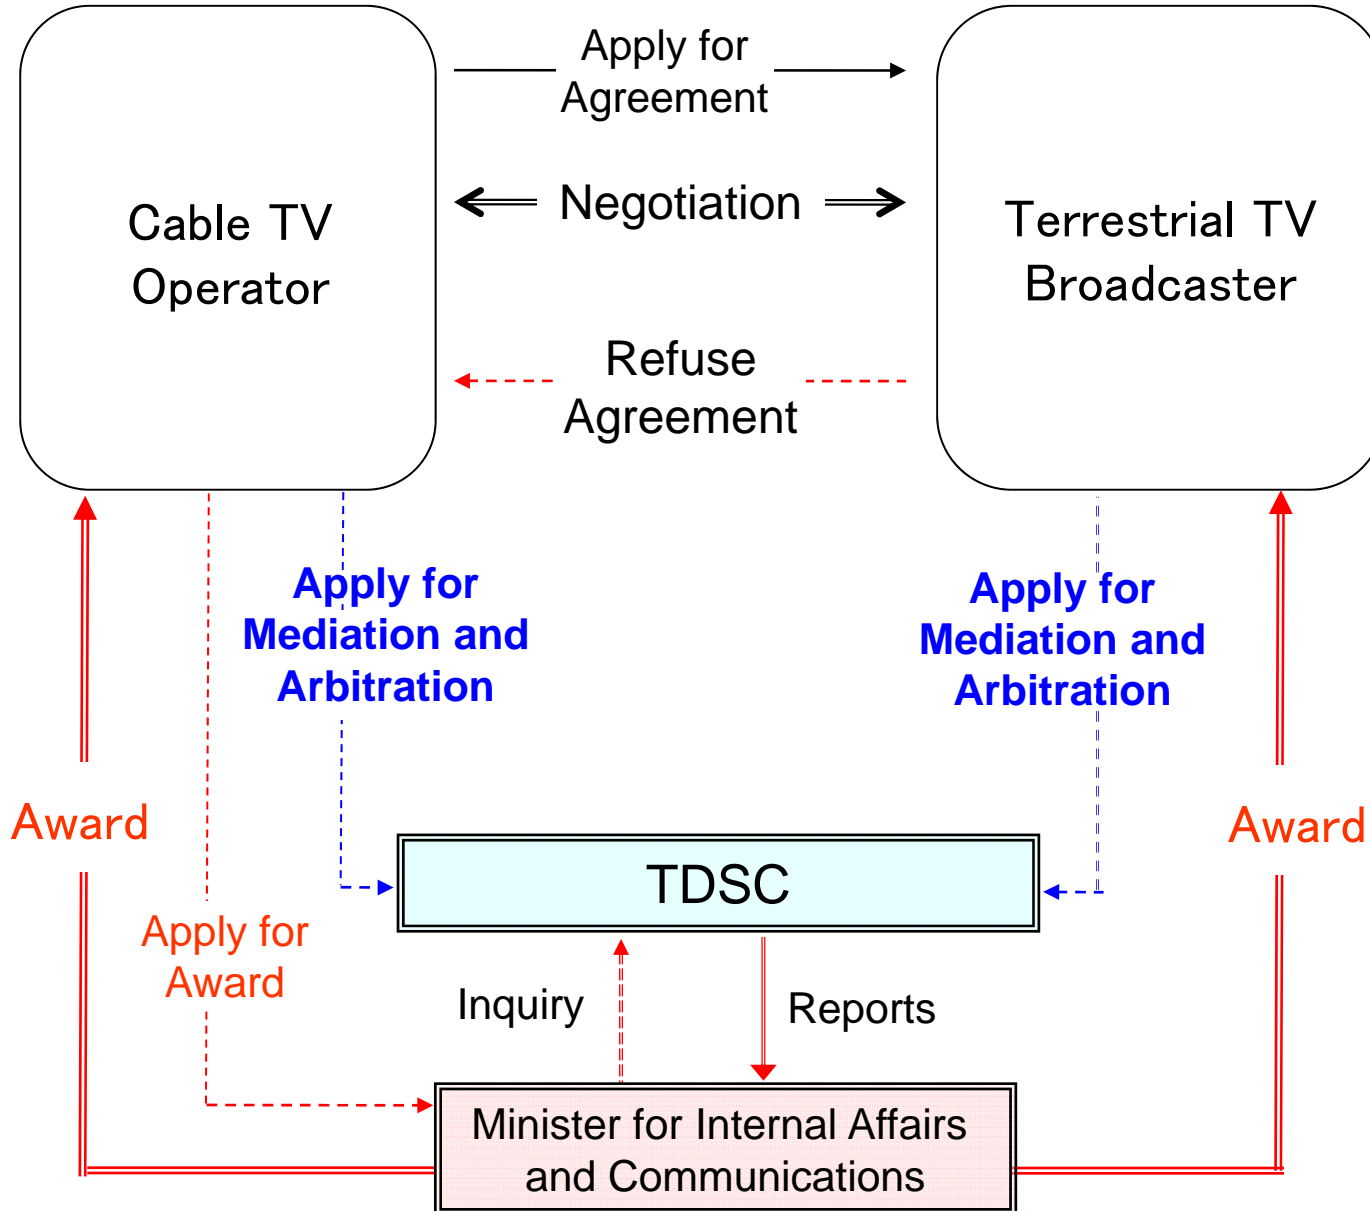 Apply for
Agreement
Cable TV
Operator
Negotiation
Terrestrial TV
Broadcaster
Refuse
Agreement
Apply for
Mediation and
Arbitration
Apply for
Mediation and
Arbitration
Award
Award
TDSC
Apply for
Award
Inquiry
Reports
Minister for Internal Affairs
and Communications